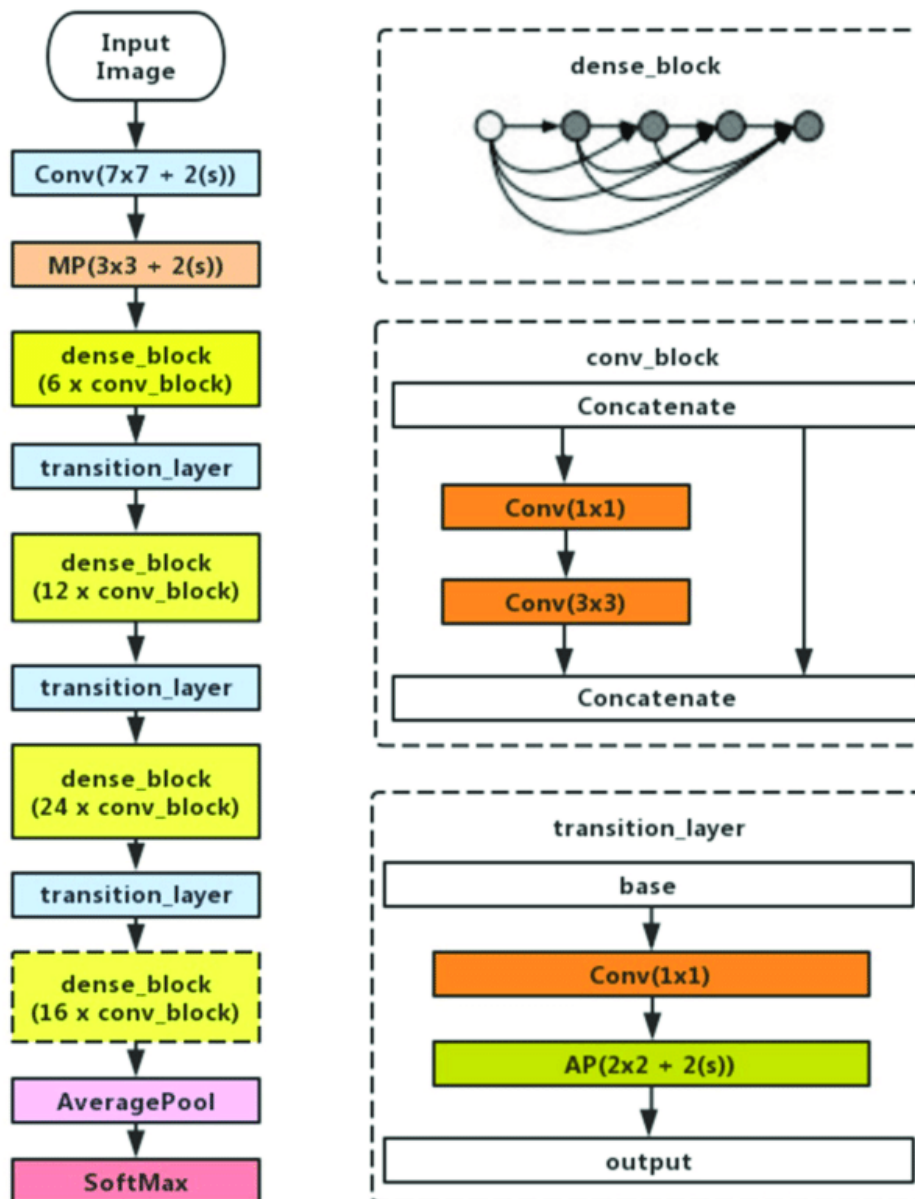 Input
Image
Conv(7x7 + 2(s))
MP(3x3 + 2(s))
dense_block
(6 x conv_block)
transition_layer
dense_block
(12 x conv_block)
transition_layer
dense_block
(24 x conv_block)
transition_layer
dense_block
(16 x conv_block)
AveragePool
SoftMax
dense_block
conv_block
Concatenate
Conv(1x1)
Conv(3x3)
Concatenate
transition_layer
base
Conv(1x1)
AP(2x2 + 2(s))
output